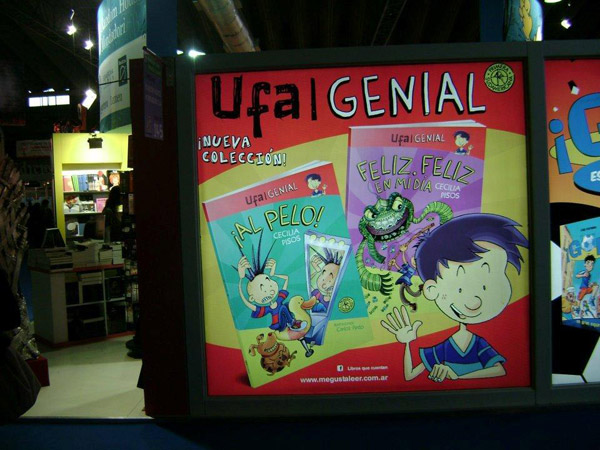 Ufa! GENIAL
¡NUEVA
COLECCIÓN!
Ufa! GENIAL
¡AL PELO!
CECILIA
PISOS
Ufa! GENIAL
FELIZ, FELIZ
EN MI DÍA
CECILIA
PISOS
Libros que cuentan
www.megustaleer.com.ar
¡G
ES